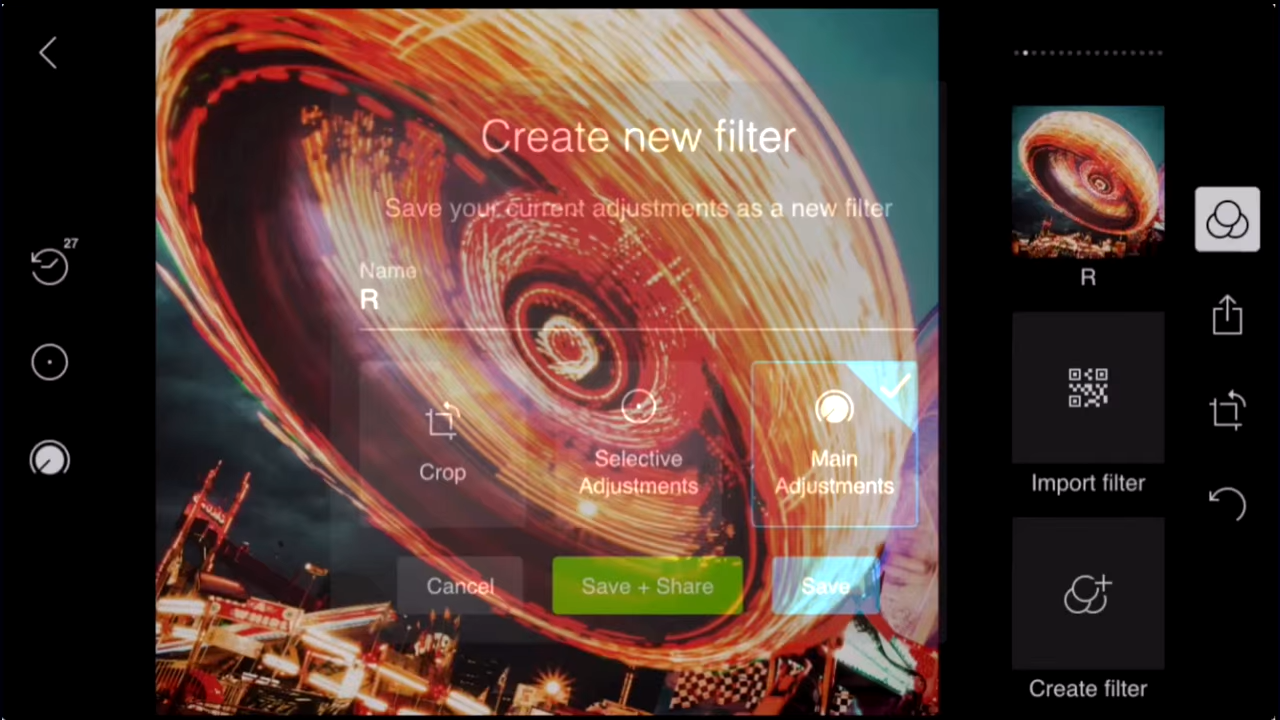 27
Create new filter
Save your current adjustments as a new filter
Name
R
Crop
Selective
Adjustments
Main
Adjustments
Cancel
Save + Share
Save
R
Import filter
Create filter